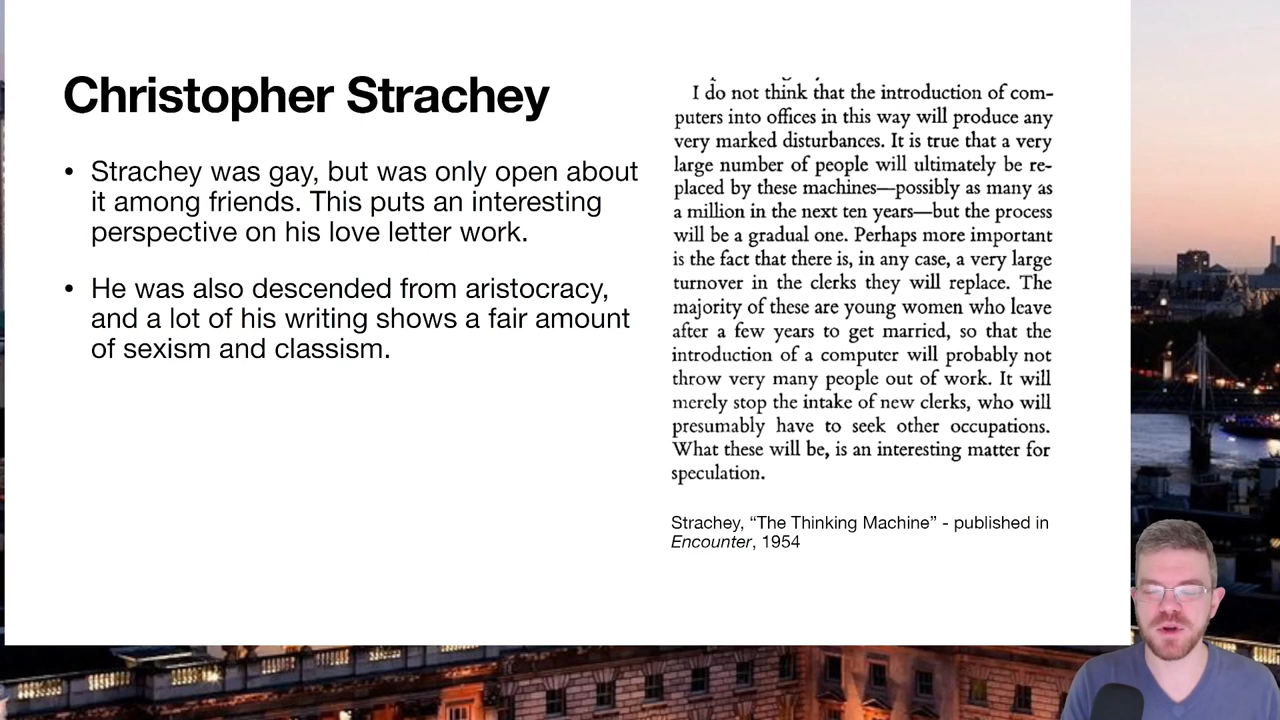 Christopher Strachey
• Strachey was gay, but was only open about
it among friends. This puts an interesting
perspective on his love letter work.
• He was also descended from aristocracy,
and a lot of his writing shows a fair amount
of sexism and classism.
I do not think that the introduction of com-
puters into offices in this way will produce any
very marked disturbances. It is true that a very
large number of people will ultimately be re-
placed by these machines—possibly as many as
a million in the next ten years—but the process
will be a gradual one. Perhaps more important
is the fact that there is, in any case, a very large
turnover in the clerks they will replace. The
majority of these are young women who leave
after a few years to get married, so that the
introduction of a computer will probably not
throw very many people out of work. It will
merely stop the intake of new clerks, who will
presumably have to seek other occupations.
What these will be, is an interesting matter for
speculation.
Strachey, “The Thinking Machine” - published in
Encounter, 1954